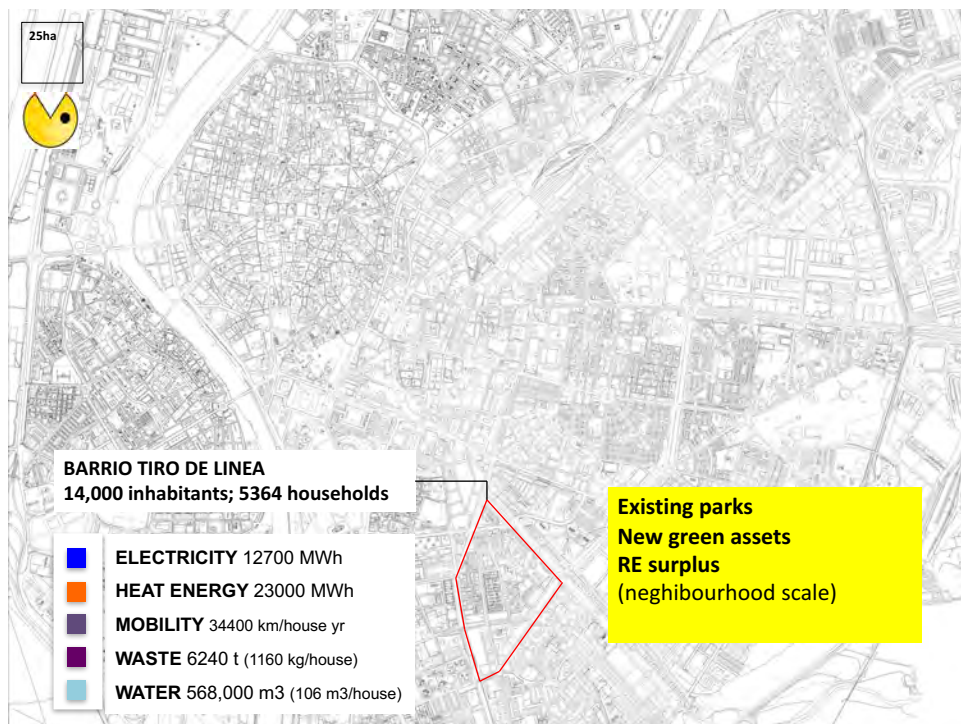 25ha
BARRIO TIRO DE LINEA
14,000 inhabitants; 5364 households
ELECTRICITY 12700 MWh
HEAT ENERGY 23000 MWh
MOBILITY 34400 km/house yr
WASTE 6240 t (1160 kg/house)
WATER 568,000 m3 (106 m3/house)
Existing parks
New green assets
RE surplus
(neghibourhood scale)